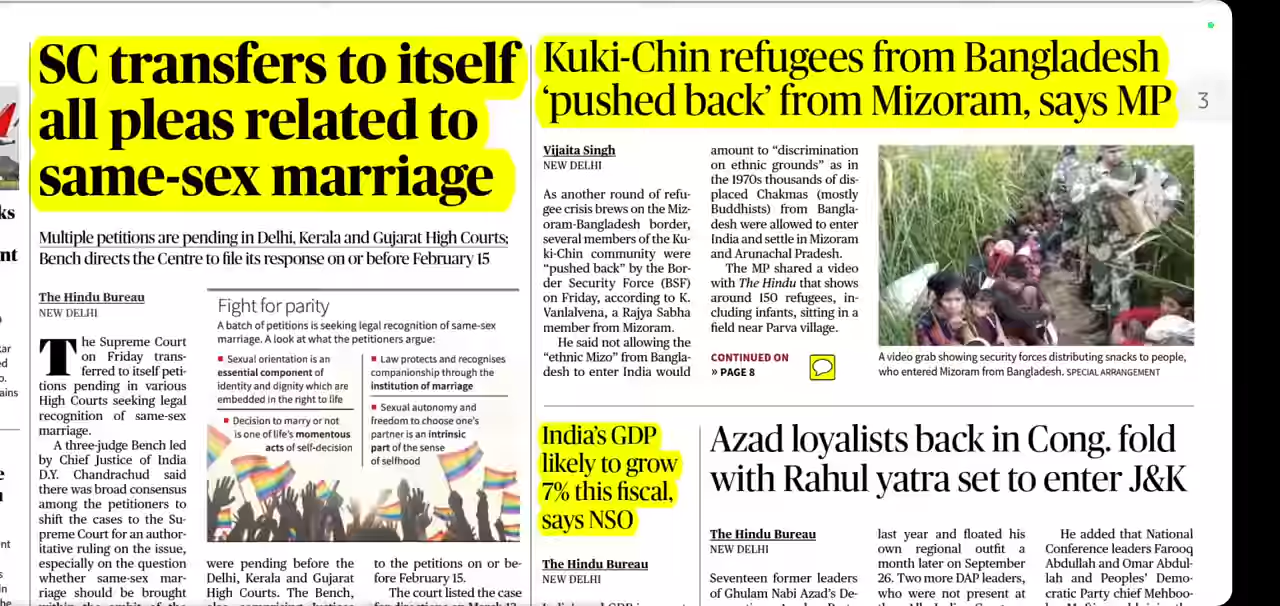 SC transfers to itself
all pleas related to
same-sex marriage
Multiple petitions are pending in Delhi, Kerala and Gujarat High Courts;
Bench directs the Centre to file its response on or before February 15
The Hindu Bureau
NEW DELHI
The Supreme Court
on Friday trans-
ferred to itself peti-
tions pending in various
High Courts seeking legal
recognition of same-sex
marriage.
A three-judge Bench led
by Chief Justice of India
D.Y. Chandrachud said
there was broad consensus
among the petitioners to
shift the cases to the Su-
preme Court for an author-
itative ruling on the issue,
especially on the question
whether same-sex mar-
riage should be brought
within the ambit of the
Fight for parity
A batch of petitions is seeking legal recognition of same-sex
marriage. A look at what the petitioners argue:
Sexual orientation is an
essential component of
identity and dignity which are
embedded in the right to life
Decision to marry or not
is one of life's momentous
acts of self-decision
Law protects and recognises
companionship through the
institution of marriage
Sexual autonomy and
freedom to choose one's
partner is an intrinsic
part of the sense
of selfhood
were pending before the
Delhi, Kerala and Gujarat
High Courts. The Bench,
to the petitions on or be-
fore February 15.
The court listed the case
for directions on March 13
Kuki-Chin refugees from Bangladesh
‘pushed back’ from Mizoram, says MP
3
Vijaita Singh
NEW DELHI
As another round of refu-
gee crisis brews on the Miz-
oram-Bangladesh border,
several members of the Ku-
ki-Chin community were
“pushed back” by the Bor-
der Security Force (BSF)
on Friday, according to K.
Vanlalvena, a Rajya Sabha
member from Mizoram.
He said not allowing the
“ethnic Mizo” from Bangla-
desh to enter India would
amount to “discrimination
on ethnic grounds” as in
the 1970s thousands of dis-
placed Chakmas (mostly
Buddhists) from Bangla-
desh were allowed to enter
India and settle in Mizoram
and Arunachal Pradesh.
The MP shared a video
with The Hindu that shows
around 150 refugees, in-
cluding infants, sitting in a
field near Parva village.
CONTINUED ON
» PAGE 8
A video grab showing security forces distributing snacks to people,
who entered Mizoram from Bangladesh. SPECIAL ARRANGEMENT
India's GDP
likely to grow
7% this fiscal,
says NSO
The Hindu Bureau
NEW DELHI
Azad loyalists back in Cong. fold
with Rahul yatra set to enter J&K
The Hindu Bureau
NEW DELHI
Seventeen former leaders
of Ghulam Nabi Azad's De-
last year and floated his
own regional outfit a
month later on September
26. Two more DAP leaders,
who were not present at
He added that National
Conference leaders Farooq
Abdullah and Omar Abdul-
lah and Peoples' Demo-
cratic Party chief Mehboo-